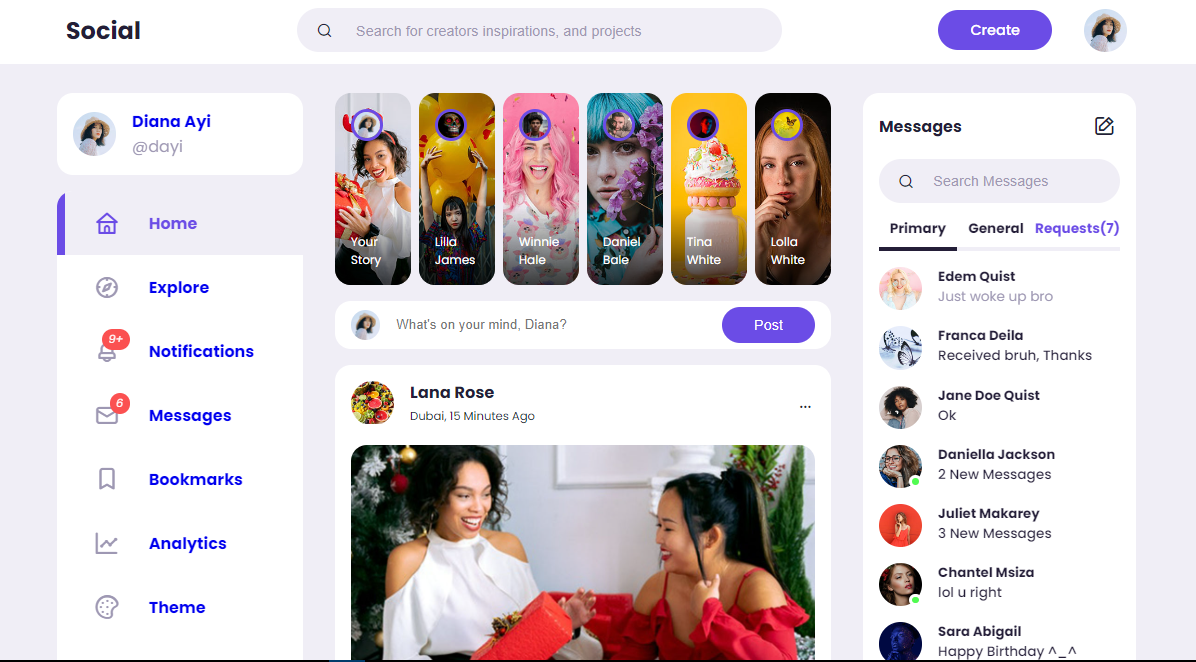 Social
Search for creators inspirations, and projects
Create
Diana Ayi
@dayi
Home
Explore
9+
Notifications
6
Messages
Bookmarks
Analytics
Theme
Your
Story
Lilla
James
Winnie
Hale
Daniel
Bale
Tina
White
Lolla
White
What's on your mind, Diana?
Post
Lana Rose
Dubai, 15 Minutes Ago
...
Messages
Search Messages
Primary General Requests(7)
Edem Quist
Just woke up bro
Franca Deila
Received bruh, Thanks
Jane Doe Quist
Ok
Daniella Jackson
2 New Messages
Juliet Makarey
3 New Messages
Chantel Msiza
lol u right
Sara Abigail
Happy Birthday ^_^